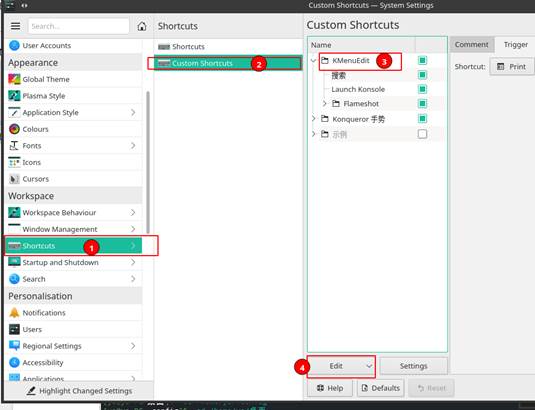 Custom Shortcuts — System Settings
Search...
User Accounts
Appearance
Global Theme
Plasma Style
Application Style
Colours
Fonts
Icons
Cursors
Workspace
Workspace Behaviour
Window Management
Shortcuts
1
Startup and Shutdown
Search
Personalisation
Notifications
Users
Regional Settings
Accessibility
Applications
Highlight Changed Settings
Shortcuts
Shortcuts
Custom Shortcuts
2
Custom Shortcuts
Name
KMenuEdit
3
搜索
Launch Konsole
Flameshot
Konqueror 手势
示例
Comment
Trigger
Shortcut:
Print
4
Edit
Settings
Help
Defaults
Reset